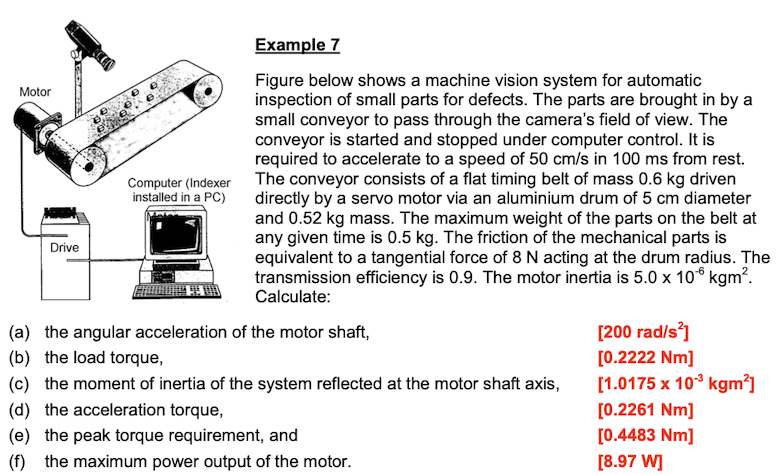 Example 7
Figure below shows a machine vision system for automatic
inspection of small parts for defects. The parts are brought in by a
small conveyor to pass through the camera's field of view. The
conveyor is started and stopped under computer control. It is
required to accelerate to a speed of 50 cm/s in 100 ms from rest.
The conveyor consists of a flat timing belt of mass 0.6 kg driven
directly by a servo motor via an aluminium drum of 5 cm diameter
and 0.52 kg mass. The maximum weight of the parts on the belt at
any given time is 0.5 kg. The friction of the mechanical parts is
equivalent to a tangential force of 8 N acting at the drum radius. The
transmission efficiency is 0.9. The motor inertia is 5.0 x 10⁻⁶ kgm².
Calculate:
Motor
Computer (Indexer
installed in a PC)
Drive
(a) the angular acceleration of the motor shaft, [200 rad/s²]
(b) the load torque, [0.2222 Nm]
(c) the moment of inertia of the system reflected at the motor shaft axis, [1.0175 x 10⁻³ kgm²]
(d) the acceleration torque, [0.2261 Nm]
(e) the peak torque requirement, and [0.4483 Nm]
(f) the maximum power output of the motor. [8.97 W]